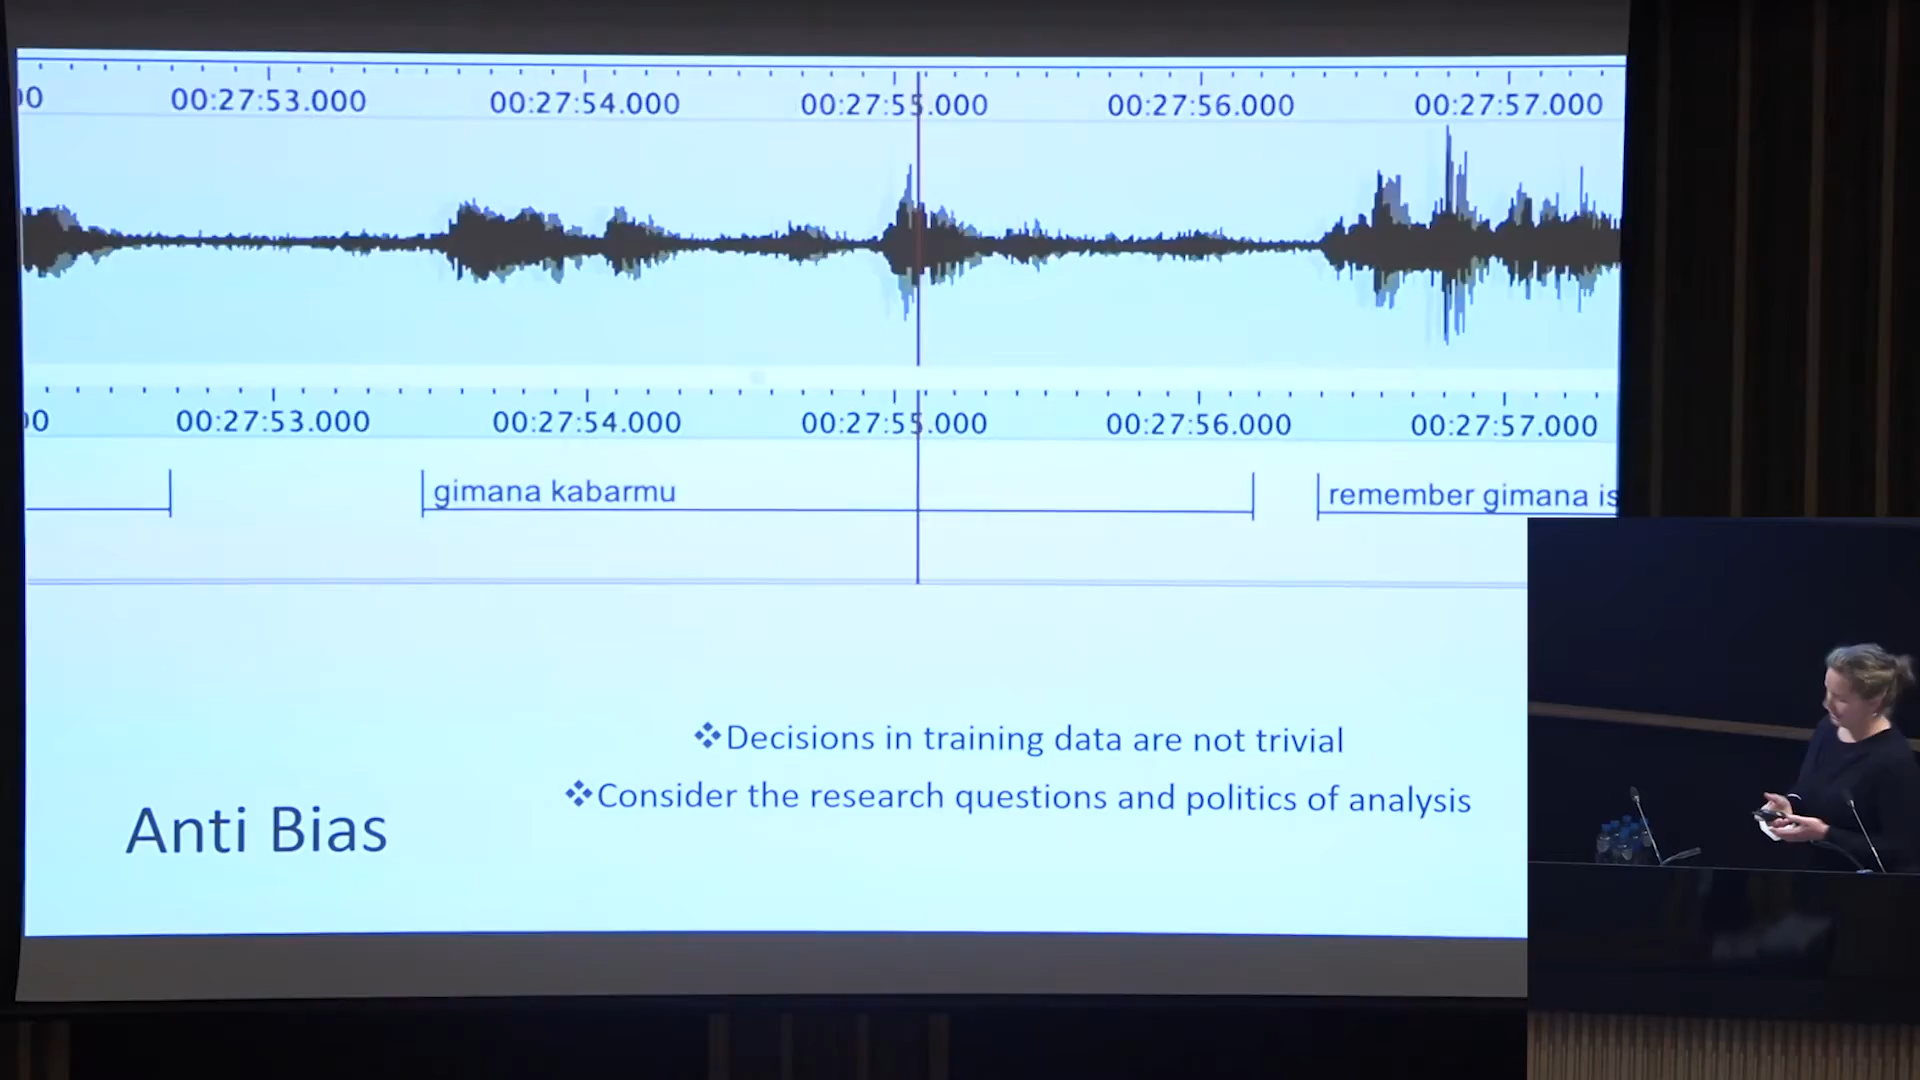 00 00:27:53.000 00:27:54.000 00:27:55.000 00:27:56.000 00:27:57.000
00 00:27:53.000 00:27:54.000 00:27:55.000 00:27:56.000 00:27:57.000
gimana kabarmu remember gimana is
❖Decisions in training data are not trivial
❖Consider the research questions and politics of analysis
Anti Bias